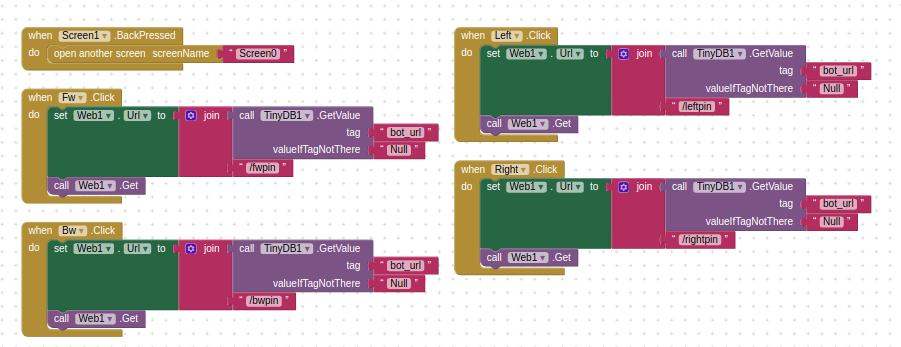 when Screen1 .BackPressed
do open another screen screenName " Screen0 "
when Fw .Click
do set Web1 . Url to join call TinyDB1 .GetValue
tag " bot_url "
valueIfTagNotThere " Null "
" /fwpin "
call Web1 .Get
when Bw .Click
do set Web1 . Url to join call TinyDB1 .GetValue
tag " bot_url "
valueIfTagNotThere " Null "
" /bwpin "
call Web1 .Get
when Left .Click
do set Web1 . Url to join call TinyDB1 .GetValue
tag " bot_url "
valueIfTagNotThere " Null "
" /leftpin "
call Web1 .Get
when Right .Click
do set Web1 . Url to join call TinyDB1 .GetValue
tag " bot_url "
valueIfTagNotThere " Null "
" /rightpin "
call Web1 .Get